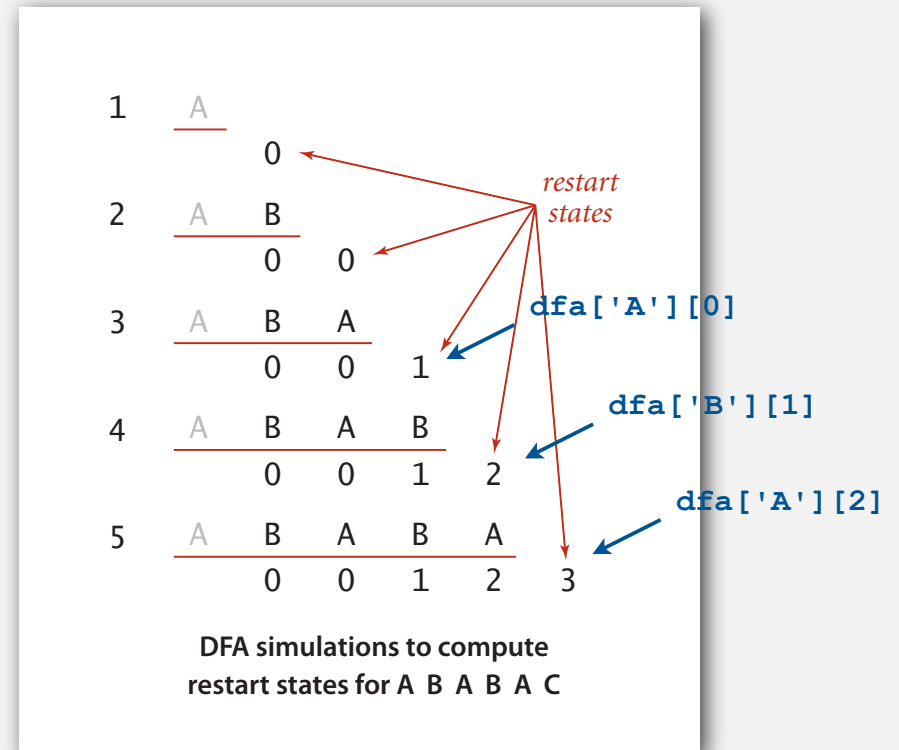 1 A
0
restart
states
2 A B
0 0
dfa['A'][0]
3 A B A
0 0 1
dfa['B'][1]
4 A B A B
0 0 1 2
dfa['A'][2]
5 A B A B A
0 0 1 2 3
DFA simulations to compute
restart states for A B A B A C